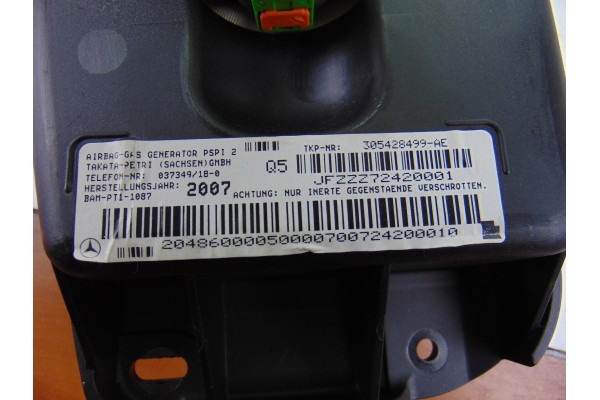 AIRBAG-GAS GENERATOR PSPI 2
TAKATA-PETRI (SACHSEN)GMBH
TELEFON-NR: 037349/18-0
HERSTELLUNGSJAHR: 2007
BAM-PT1-1087
Q5
TKP-NR: 305428499-AE
JFZZZ72420001
ACHTUNG: NUR INERTE GEGENSTAENDE VERSCHROTTEN.
20486000050000700724200010